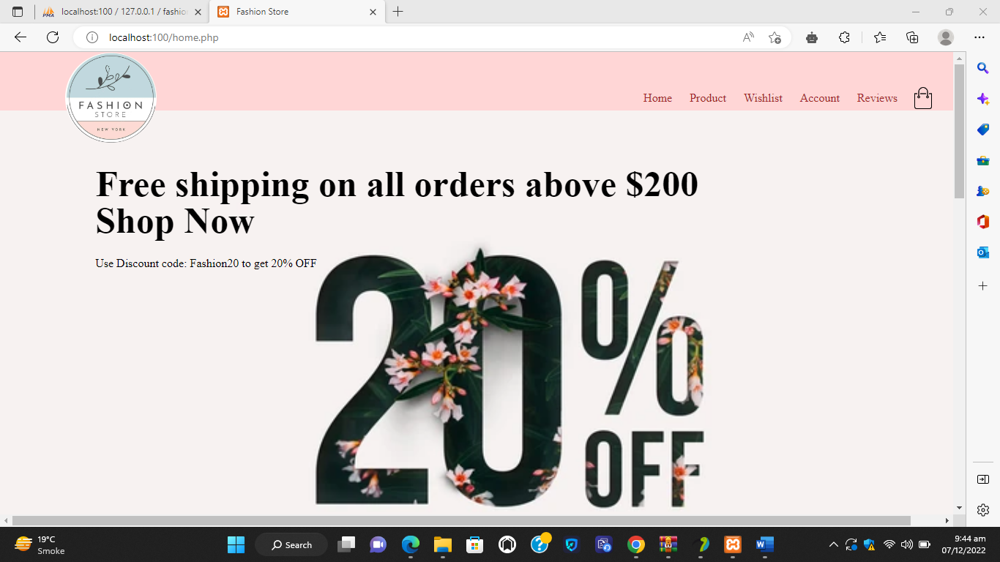 PMA
localhost:100 / 127.0.0.1 / fashio
Fashion Store
localhost:100/home.php
FASHION
STORE
NEW YORK
Home Product Wishlist Account Reviews
Free shipping on all orders above $200
Shop Now
Use Discount code: Fashion20 to get 20% OFF
20%
OFF
19°C
Smoke
Search
9:44 am
07/12/2022